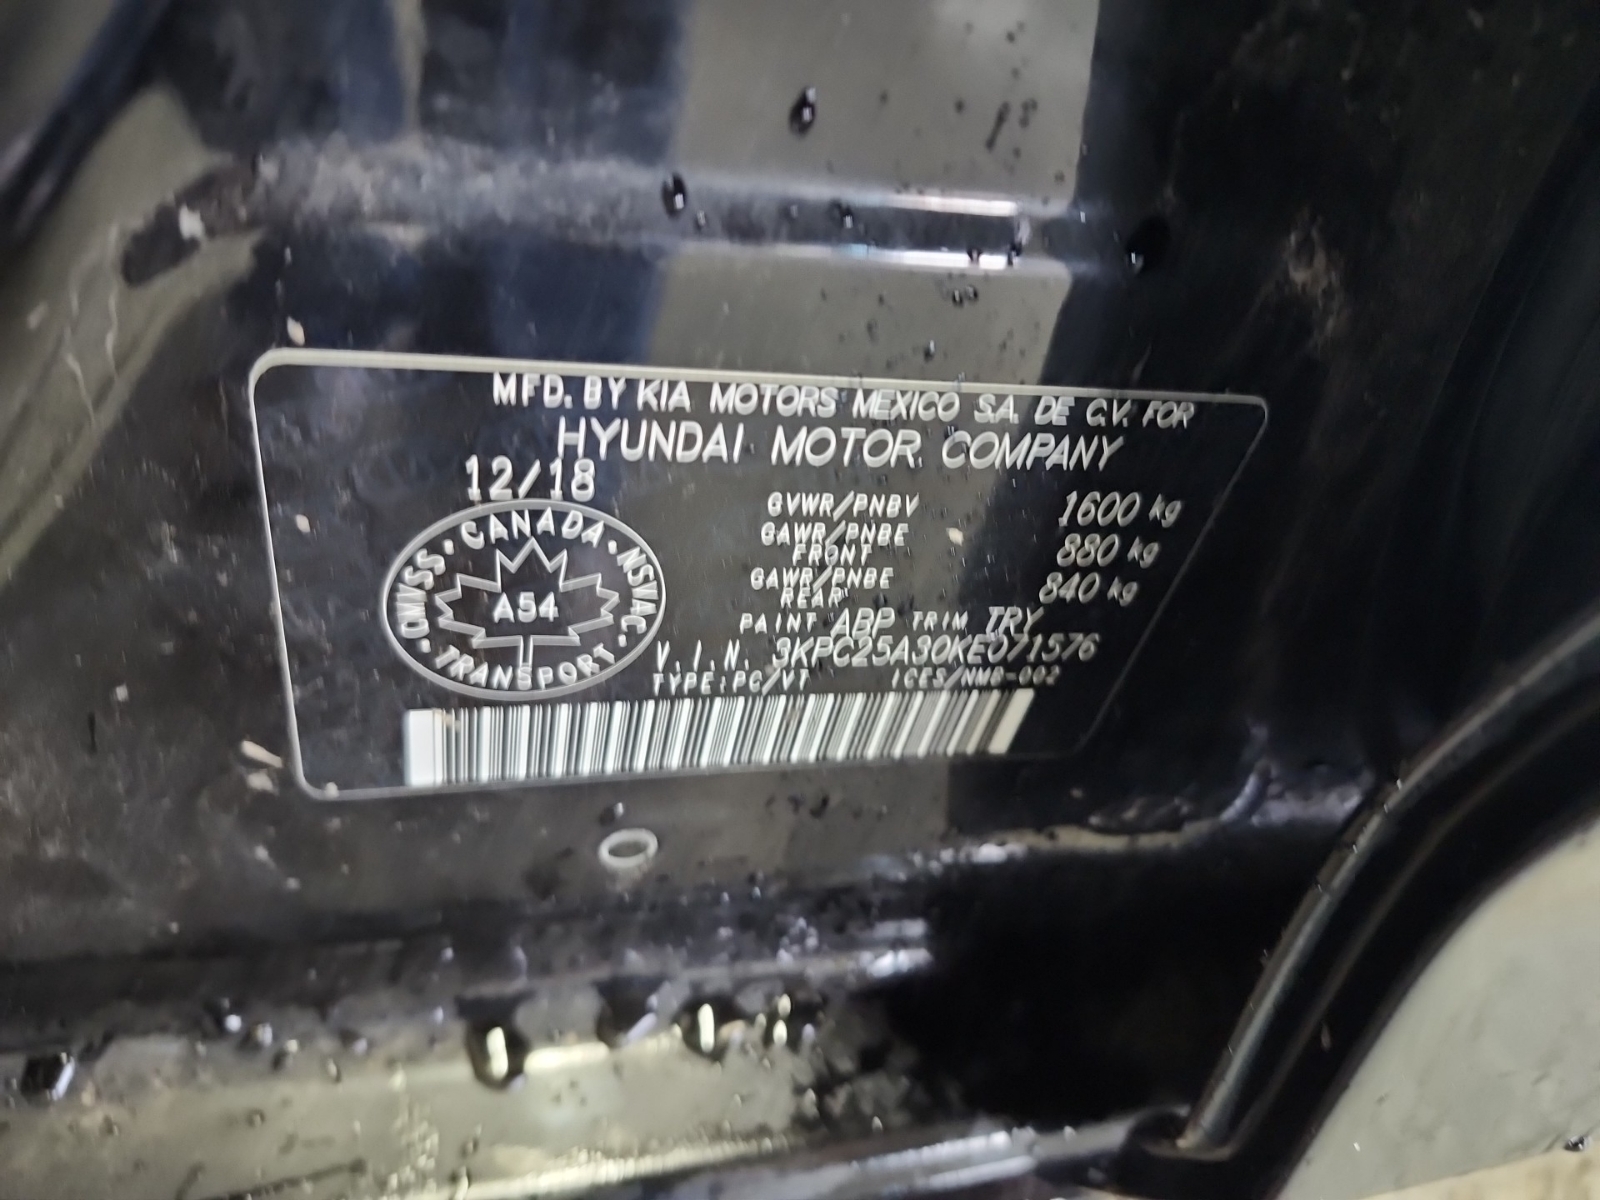 MFD. BY KIA MOTORS MEXICO S.A. DE C.V. FOR
HYUNDAI MOTOR COMPANY
12/18
GVWR/PNBV 1600 kg
GAWR/PNBE FRONT 880 kg
GAWR/PNBE REAR 840 kg
CANADA · NSVAC · TRANSPORT · CMVSS ·
A54
PAINT ABP TRIM TRY
V.I.N. 3KPC25A30KE071576
TYPE:PC/VT ICES/NMB-002